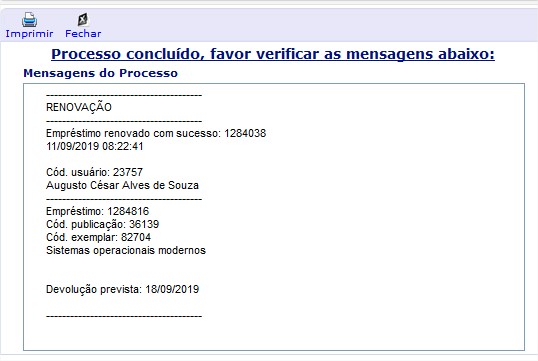 Imprimir Fechar
Processo concluído, favor verificar as mensagens abaixo:
Mensagens do Processo
---------------------------------------
RENOVAÇÃO
---------------------------------------
Empréstimo renovado com sucesso: 1284038
11/09/2019 08:22:41
Cód. usuário: 23757
Augusto César Alves de Souza
---------------------------------------
Empréstimo: 1284816
Cód. publicação: 36139
Cód. exemplar: 82704
Sistemas operacionais modernos
Devolução prevista: 18/09/2019
---------------------------------------